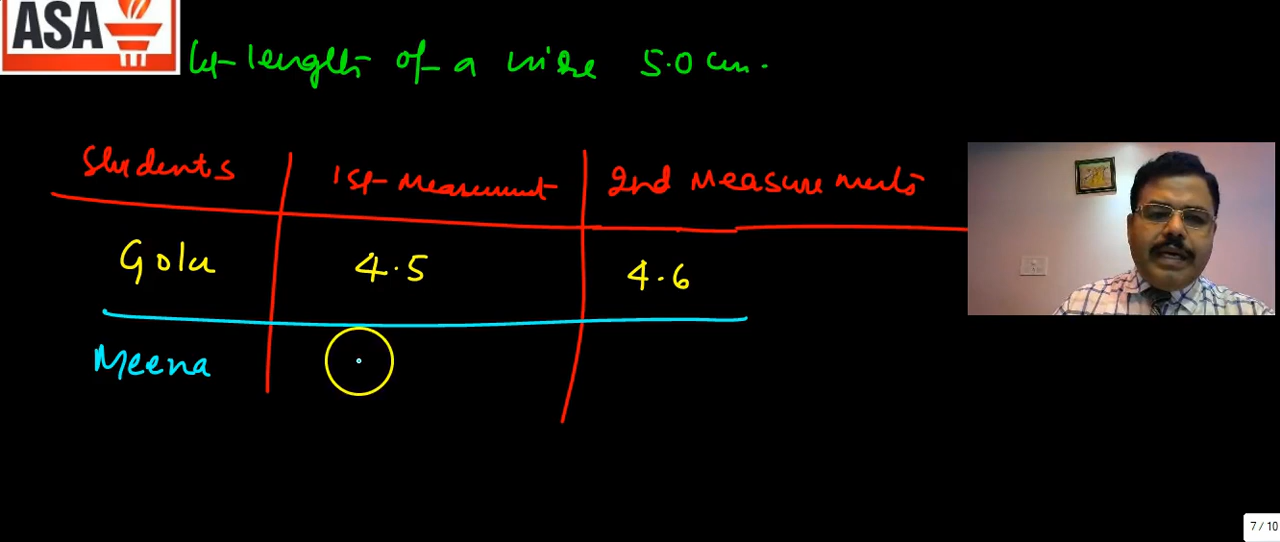 ASA
let length of a wire 5.0 cm.
Students 1st Measurement 2nd Measurements
Golu 4.5 4.6
Meena
7 / 10